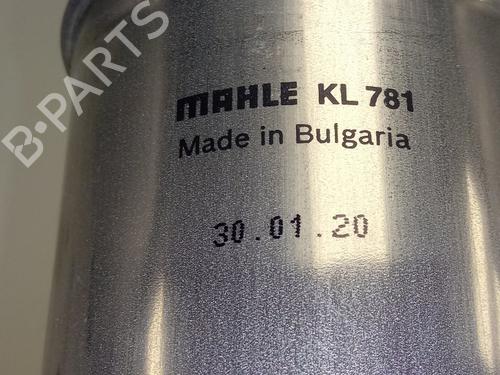 B-PARTS
MAHLE KL 781
Made in Bulgaria
30.01.20